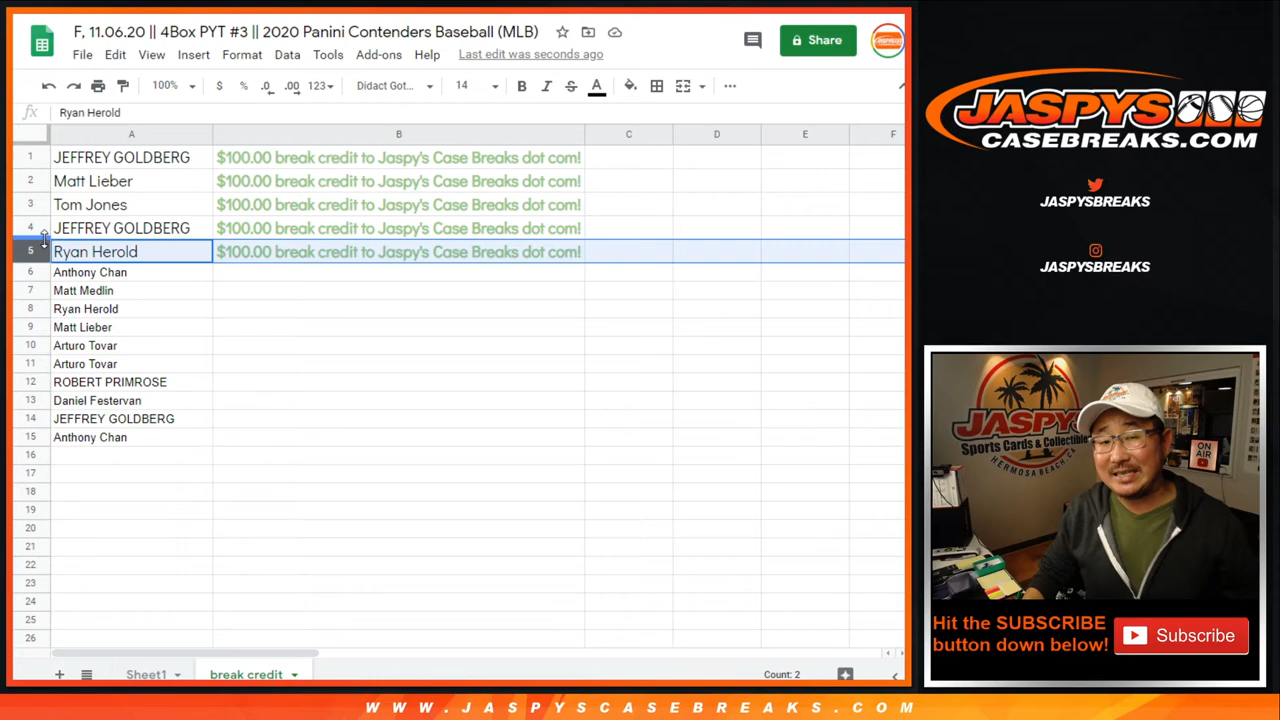 F, 11.06.20 || 4Box PYT #3 || 2020 Panini Contenders Baseball (MLB)
File Edit View Insert Format Data Tools Add-ons Help Last edit was seconds ago
Share
100% $ % .0 .00 123 Didact Got... 14 B I S A
fx Ryan Herold
A B C D E F
1 JEFFREY GOLDBERG $100.00 break credit to Jaspy's Case Breaks dot com!
2 Matt Lieber $100.00 break credit to Jaspy's Case Breaks dot com!
3 Tom Jones $100.00 break credit to Jaspy's Case Breaks dot com!
4 JEFFREY GOLDBERG $100.00 break credit to Jaspy's Case Breaks dot com!
5 Ryan Herold $100.00 break credit to Jaspy's Case Breaks dot com!
6 Anthony Chan
7 Matt Medlin
8 Ryan Herold
9 Matt Lieber
10 Arturo Tovar
11 Arturo Tovar
12 ROBERT PRIMROSE
13 Daniel Festervan
14 JEFFREY GOLDBERG
15 Anthony Chan
16
17
18
19
20
21
22
23
24
25
26
Sheet1 break credit Count: 2
JASPYS
CASEBREAKS.COM
JASPYSBREAKS
JASPYSBREAKS
JASPYS
Sports Cards & Collectible
HERMOSA BEACH, CA
ON AIR
Hit the SUBSCRIBE
button down below!
Subscribe
WWW.JASPYSCASEBREAKS.COM